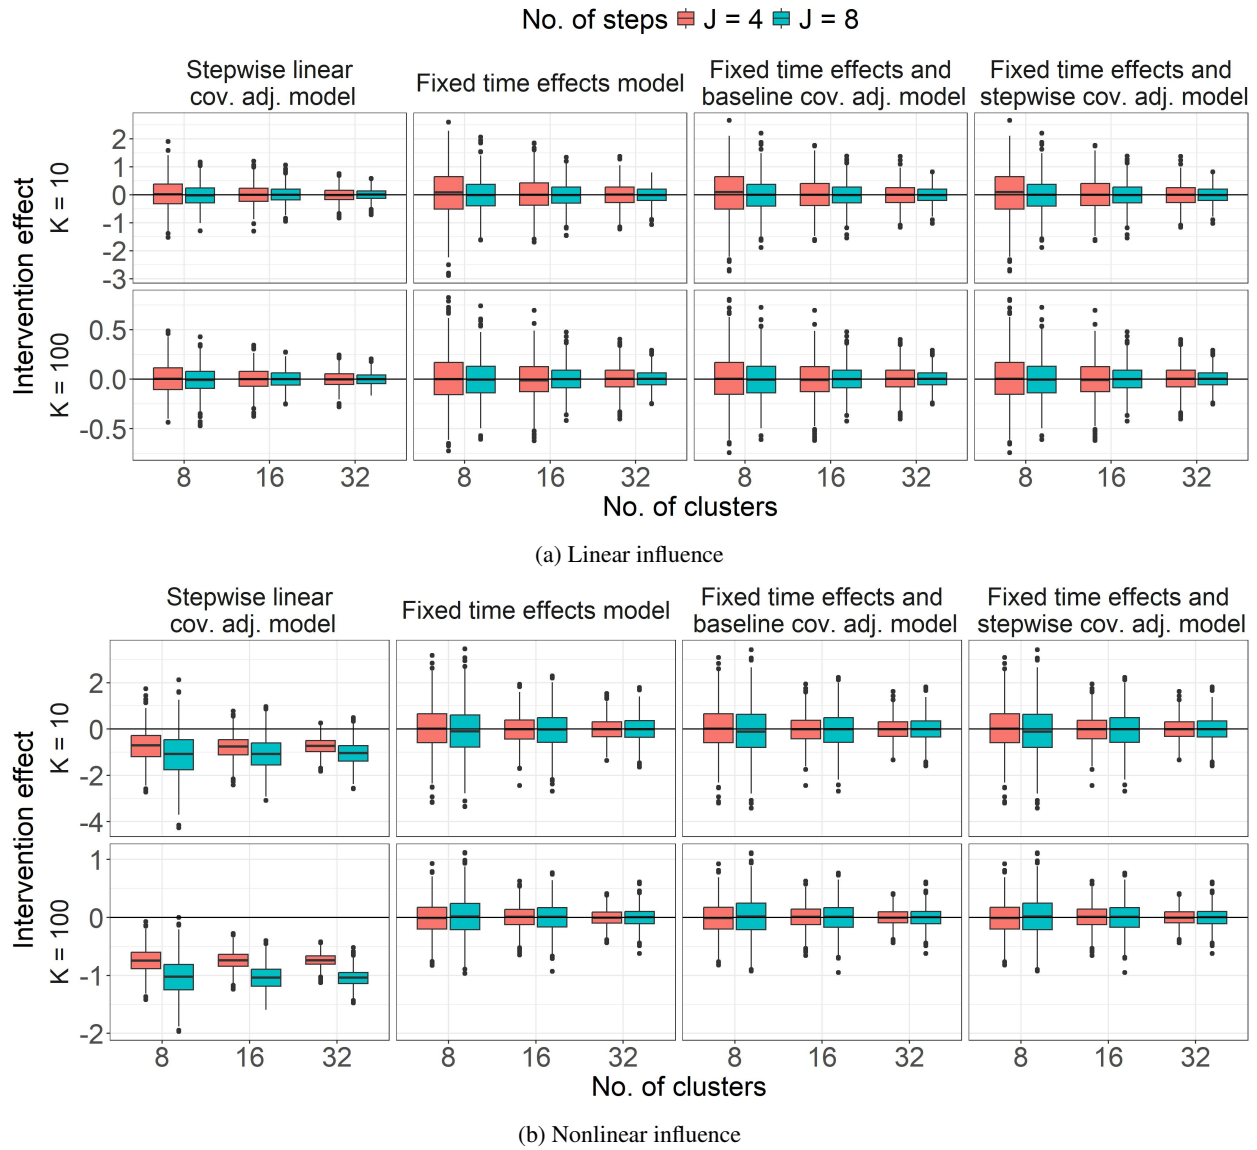 No. of steps J = 4 J = 8
Stepwise linear
cov. adj. model
Fixed time effects model
Fixed time effects and
baseline cov. adj. model
Fixed time effects and
stepwise cov. adj. model
Intervention effect
K = 10
2
1
0
-1
-2
-3
K = 100
0.5
0.0
-0.5
8 16 32 8 16 32 8 16 32 8 16 32
No. of clusters
(a) Linear influence
Stepwise linear
cov. adj. model
Fixed time effects model
Fixed time effects and
baseline cov. adj. model
Fixed time effects and
stepwise cov. adj. model
Intervention effect
K = 10
2
0
-2
-4
K = 100
1
0
-1
-2
8 16 32 8 16 32 8 16 32 8 16 32
No. of clusters
(b) Nonlinear influence